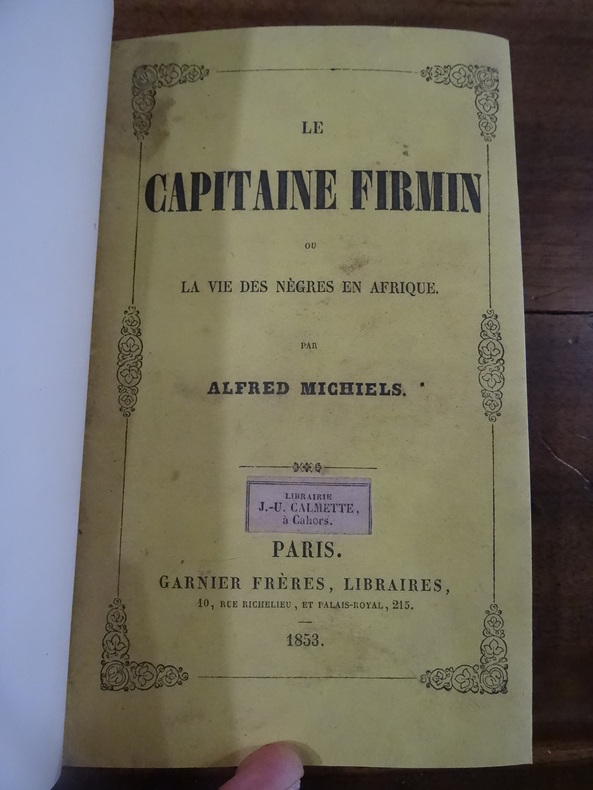 LE
CAPITAINE FIRMIN
OU
LA VIE DES NÈGRES EN AFRIQUE.
PAR
ALFRED MICHIELS.
LIBRAIRIE
J.-U. CALMETTE,
à Cahors.
PARIS.
GARNIER FRÈRES, LIBRAIRES,
10, RUE RICHELIEU, ET PALAIS-ROYAL, 215.
1853.